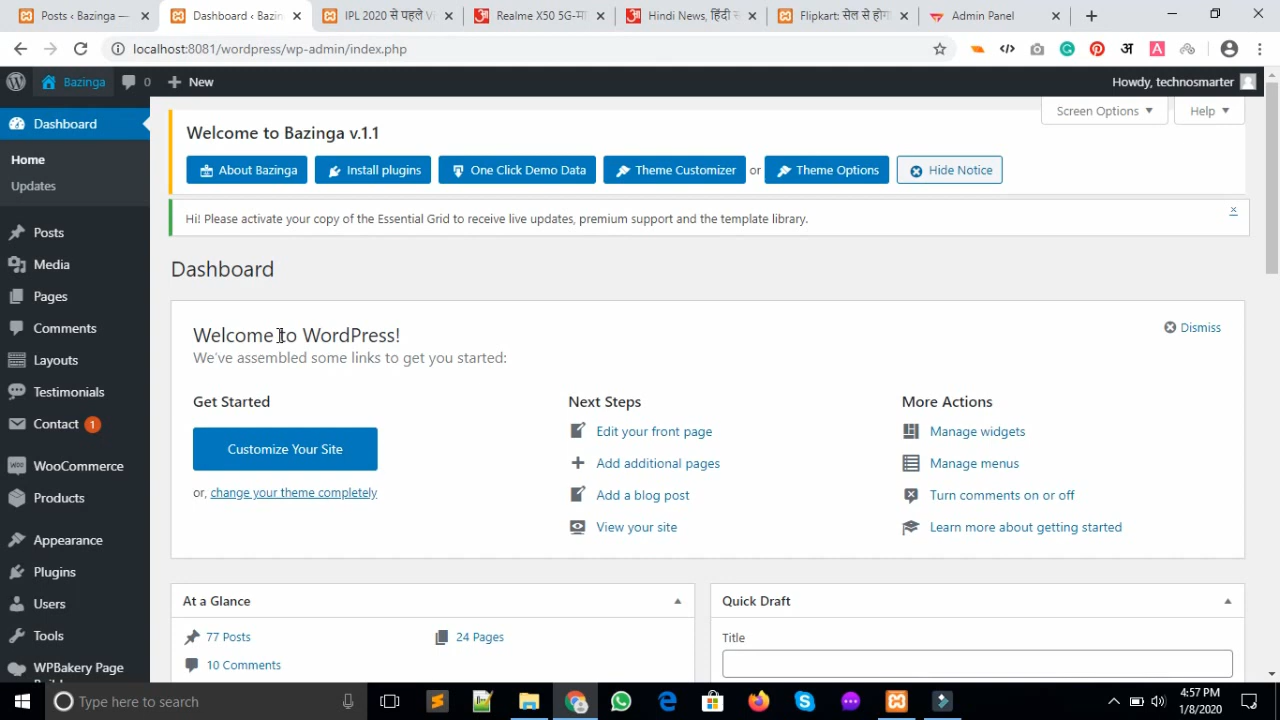 Posts ‹ Bazinga —
Dashboard ‹ Bazin
IPL 2020 से पहले
Realme X50 5G-
Hindi News, हिंदी
Flipkart: सेल से
Admin Panel
localhost:8081/wordpress/wp-admin/index.php
अ
A
Bazinga
0
New
Howdy, technosmarter
Screen Options
Help
Dashboard
Home
Updates
Posts
Media
Pages
Comments
Layouts
Testimonials
Contact 1
WooCommerce
Products
Appearance
Plugins
Users
Tools
WPBakery Page
Welcome to Bazinga v.1.1
About Bazinga
Install plugins
One Click Demo Data
Theme Customizer
or
Theme Options
Hide Notice
Hi! Please activate your copy of the Essential Grid to receive live updates, premium support and the template library.
Dashboard
Welcome to WordPress!
Dismiss
We've assembled some links to get you started:
Get Started
Customize Your Site
or, change your theme completely
Next Steps
Edit your front page
Add additional pages
Add a blog post
View your site
More Actions
Manage widgets
Manage menus
Turn comments on or off
Learn more about getting started
At a Glance
77 Posts
24 Pages
10 Comments
Quick Draft
Title
Type here to search
4:57 PM
1/8/2020